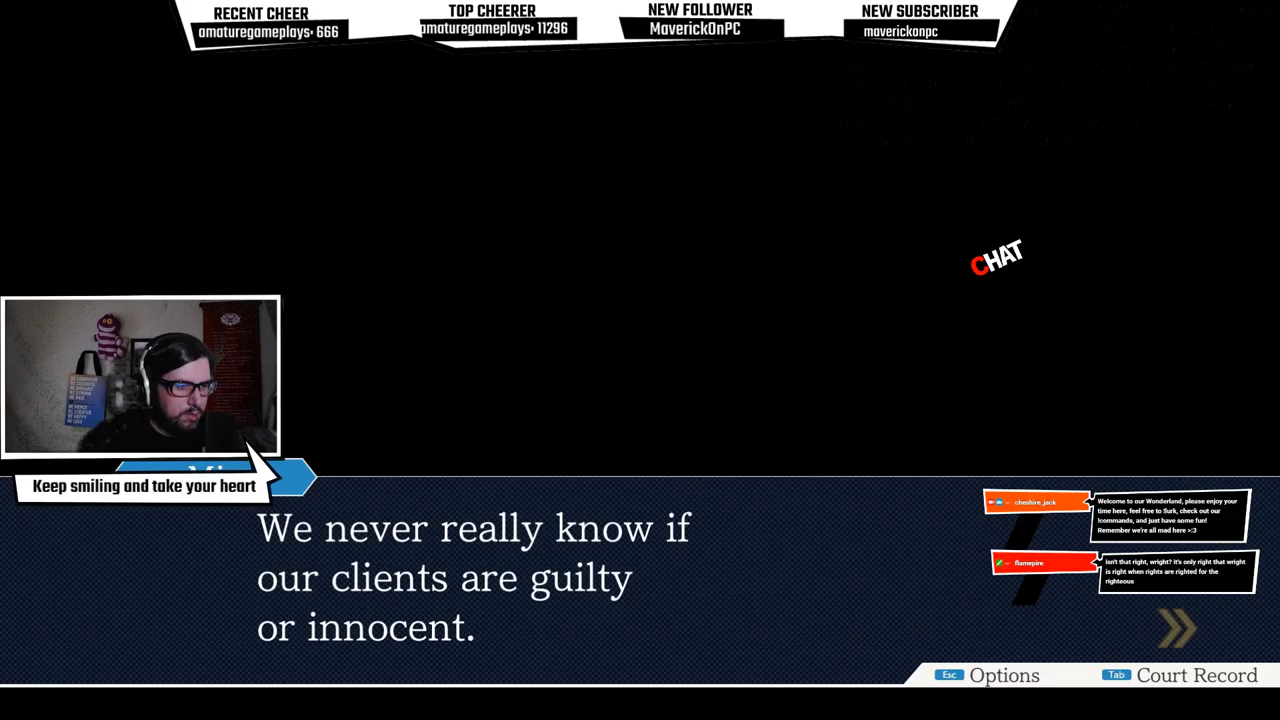 RECENT CHEER
amaturegameplays• 666
TOP CHEERER
amaturegameplays• 11296
NEW FOLLOWER
MaverickOnPC
NEW SUBSCRIBER
maverickonpc
CHAT
Keep smiling and take your heart
We never really know if
our clients are guilty
or innocent.
cheshire_jack
Welcome to our Wonderland, please enjoy your
time here, feel free to !lurk, check out our
!commands, and just have some fun!
Remember we're all mad here >:3
flamepire
Isn't that right, wright? It's only right that wright
is right when rights are righted for the
righteous
Esc Options
Tab Court Record